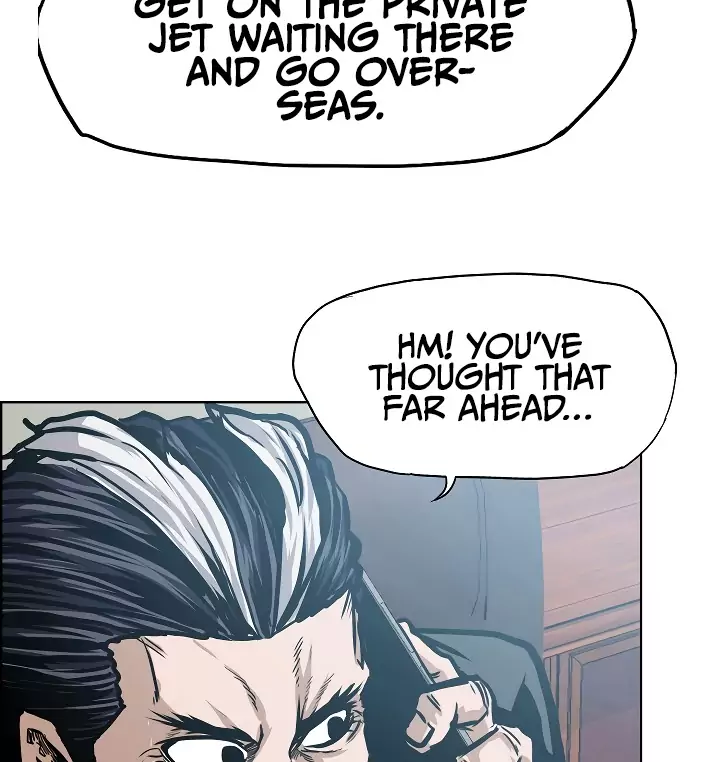 GET ON THE PRIVATE
JET WAITING THERE
AND GO OVER-
SEAS.
HM! YOU'VE
THOUGHT THAT
FAR AHEAD...